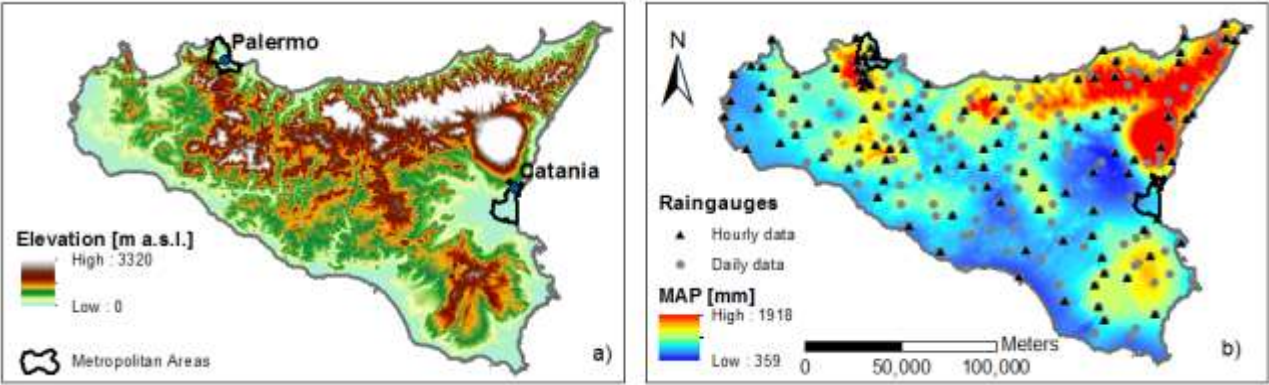 Palermo
Catania
Elevation [m a.s.l.]
High : 3320
Low : 0
Metropolitan Areas
a)
N
Raingauges
Hourly data
Daily data
MAP [mm]
High : 1918
Low : 359
Meters
0 50,000 100,000
b)